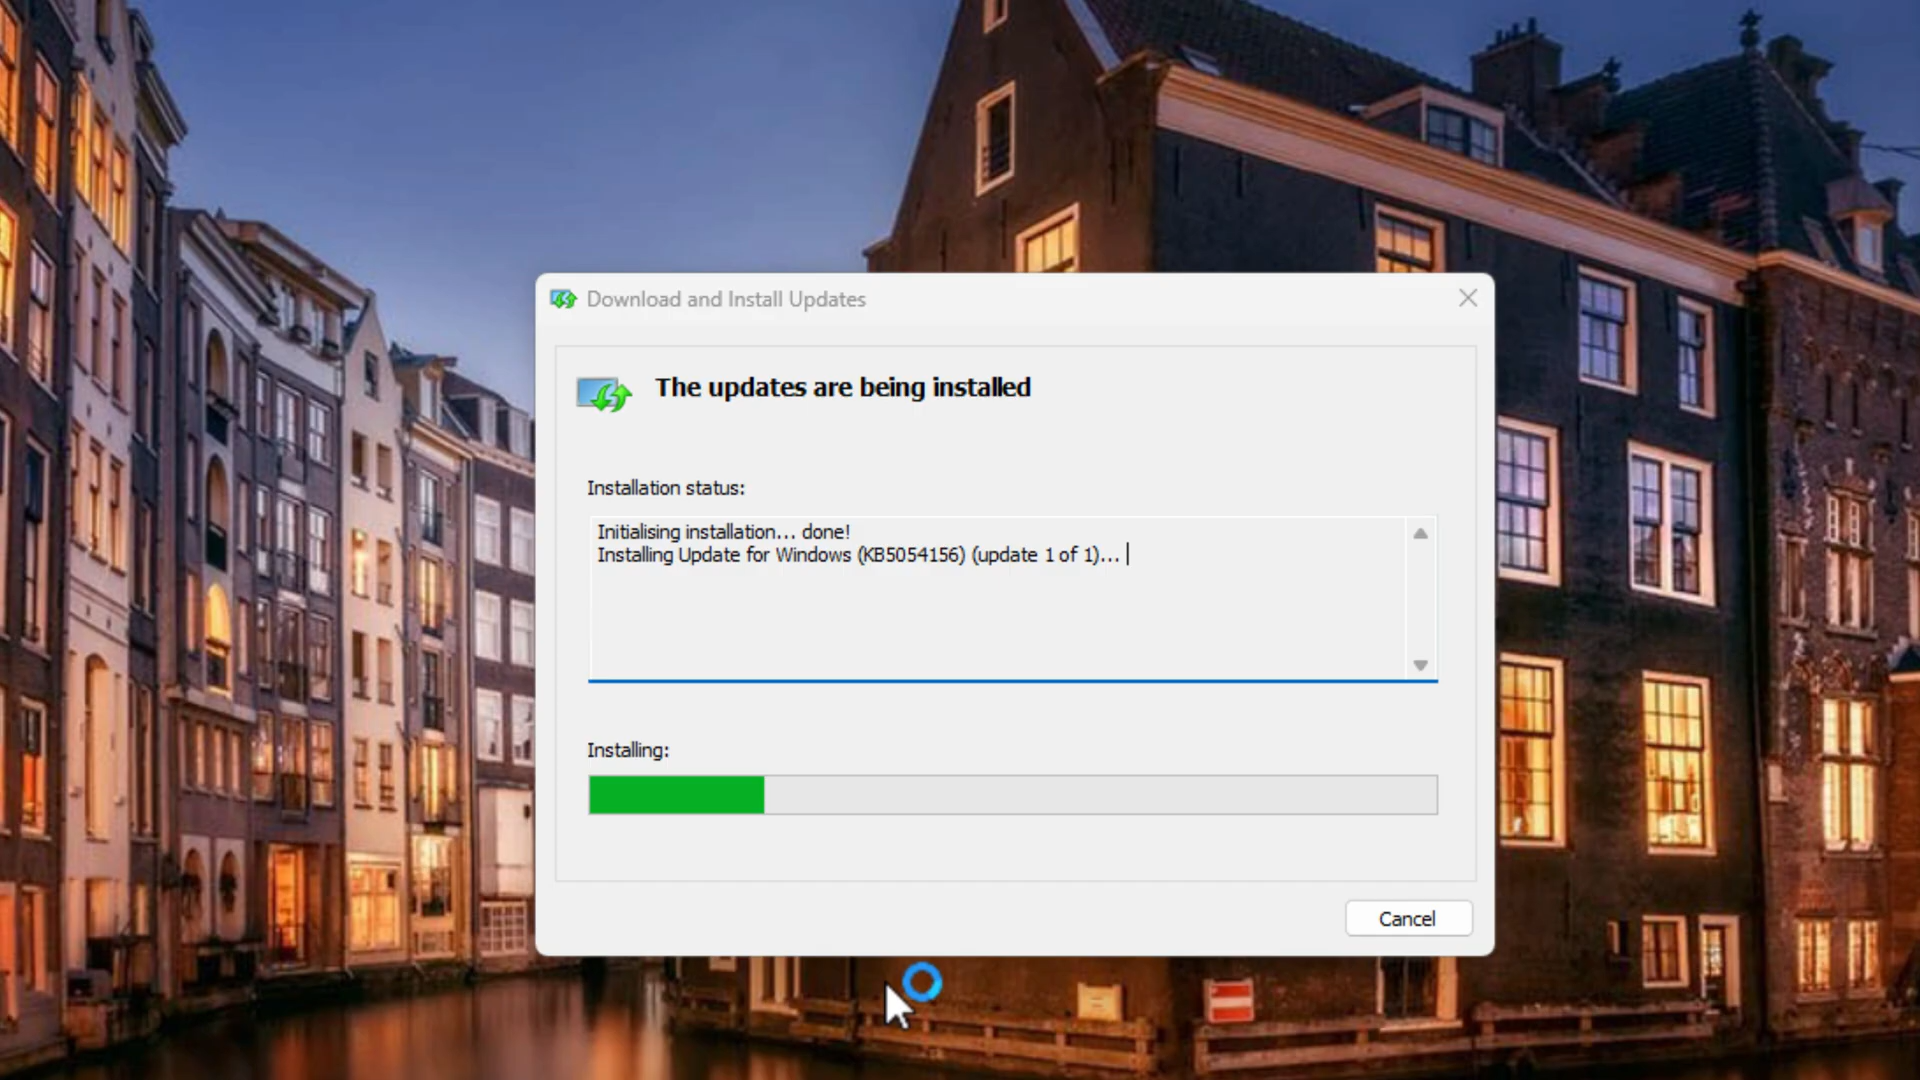 Download and Install Updates
The updates are being installed
Installation status:
Initialising installation... done!
Installing Update for Windows (KB5054156) (update 1 of 1)...
Installing:
Cancel